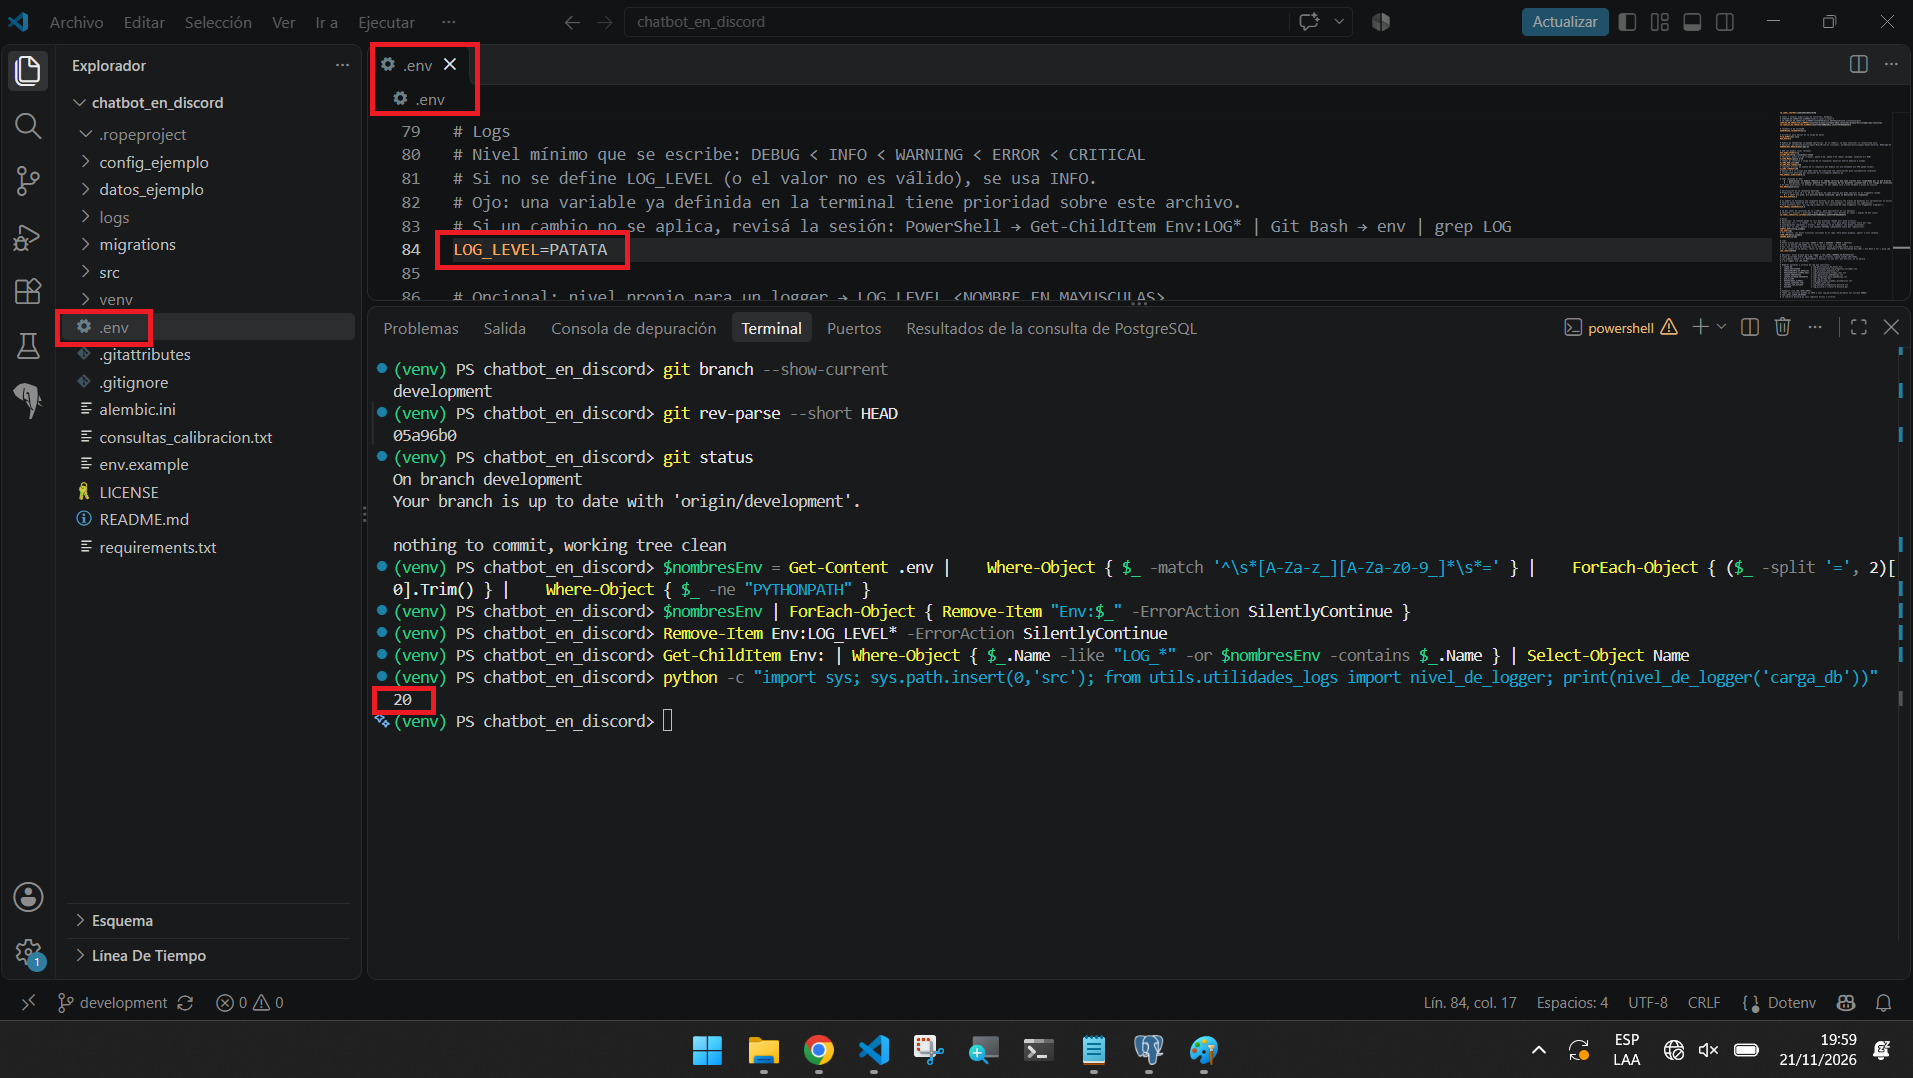 Archivo Editar Selección Ver Ir a Ejecutar ···
chatbot_en_discord
Actualizar
Explorador
chatbot_en_discord
.ropeproject
config_ejemplo
datos_ejemplo
logs
migrations
src
venv
.env
.gitattributes
.gitignore
alembic.ini
consultas_calibracion.txt
env.example
LICENSE
README.md
requirements.txt
Esquema
Línea De Tiempo
1
.env
.env
79 # Logs
80 # Nivel mínimo que se escribe: DEBUG < INFO < WARNING < ERROR < CRITICAL
81 # Si no se define LOG_LEVEL (o el valor no es válido), se usa INFO.
82 # Ojo: una variable ya definida en la terminal tiene prioridad sobre este archivo.
83 # Si un cambio no se aplica, revisá la sesión: PowerShell → Get-ChildItem Env:LOG* | Git Bash → env | grep LOG
84 LOG_LEVEL=PATATA
85
86 # Opcional: nivel propio para un logger → LOG_LEVEL_<NOMBRE_EN_MAYUSCULAS>
Problemas Salida Consola de depuración Terminal Puertos Resultados de la consulta de PostgreSQL
powershell
(venv) PS chatbot_en_discord> git branch --show-current
development
(venv) PS chatbot_en_discord> git rev-parse --short HEAD
05a96b0
(venv) PS chatbot_en_discord> git status
On branch development
Your branch is up to date with 'origin/development'.
nothing to commit, working tree clean
(venv) PS chatbot_en_discord> $nombresEnv = Get-Content .env |    Where-Object { $_ -match '^\s*[A-Za-z_][A-Za-z0-9_]*\s*=' } |    ForEach-Object { ($_ -split '=', 2)[
0].Trim() } |    Where-Object { $_ -ne "PYTHONPATH" }
(venv) PS chatbot_en_discord> $nombresEnv | ForEach-Object { Remove-Item "Env:$_" -ErrorAction SilentlyContinue }
(venv) PS chatbot_en_discord> Remove-Item Env:LOG_LEVEL* -ErrorAction SilentlyContinue
(venv) PS chatbot_en_discord> Get-ChildItem Env: | Where-Object { $_.Name -like "LOG_*" -or $nombresEnv -contains $_.Name } | Select-Object Name
(venv) PS chatbot_en_discord> python -c "import sys; sys.path.insert(0,'src'); from utils.utilidades_logs import nivel_de_logger; print(nivel_de_logger('carga_db'))"
20
(venv) PS chatbot_en_discord>
development 0 0
Lín. 84, col. 17 Espacios: 4 UTF-8 CRLF Dotenv
ESP
LAA
19:59
21/11/2026